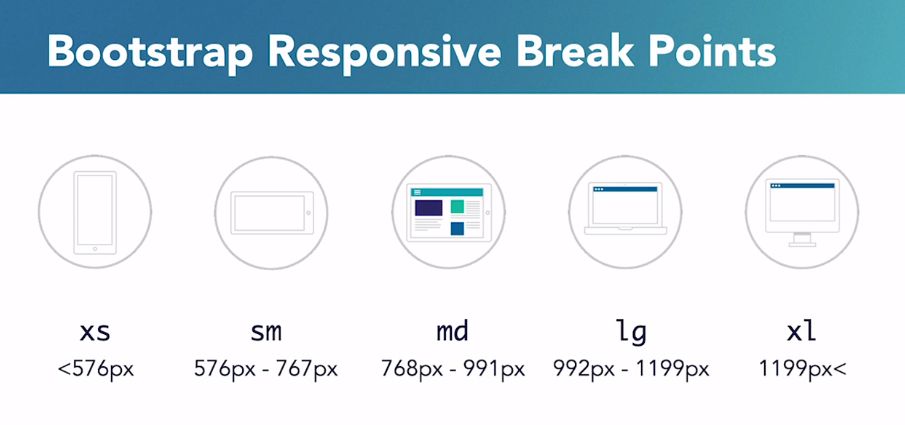 Bootstrap Responsive Break Points
xs sm md lg xl
<576px 576px - 767px 768px - 991px 992px - 1199px 1199px<